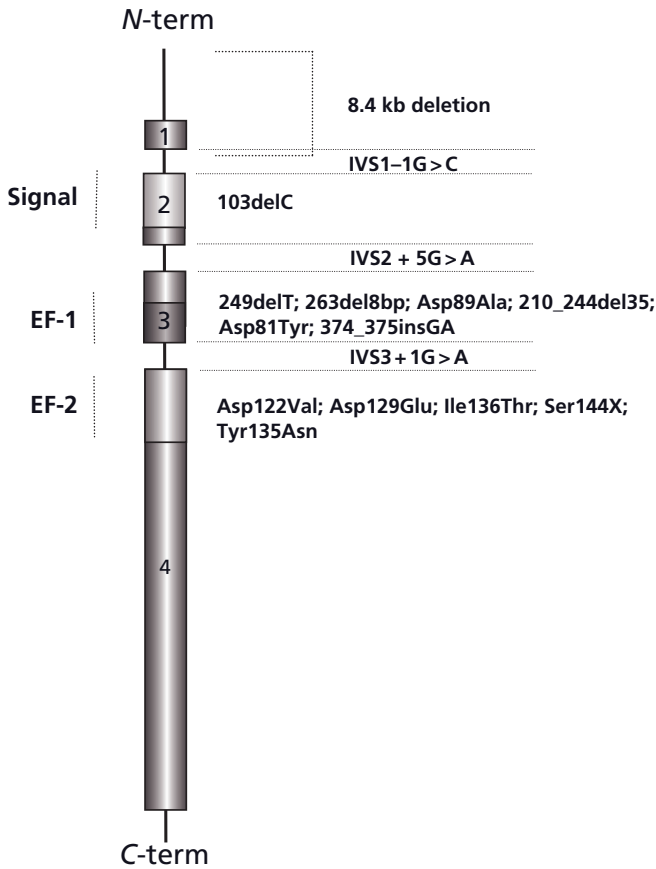 N-term
8.4 kb deletion
1
IVS1–1G>C
Signal
2
103delC
IVS2 + 5G>A
EF-1
3
249delT; 263del8bp; Asp89Ala; 210_244del35;
Asp81Tyr; 374_375insGA
IVS3+1G>A
EF-2
Asp122Val; Asp129Glu; Ile136Thr; Ser144X;
Tyr135Asn
4
C-term